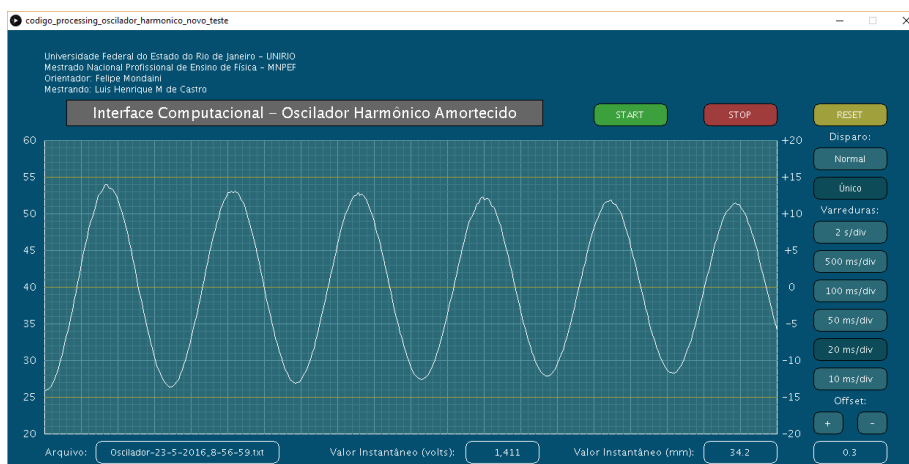 codigo_processing_oscilador_harmonico_novo_teste
Universidade Federal do Estado do Rio de Janeiro – UNIRIO
Mestrado Nacional Profissional de Ensino de Física – MNPEF
Orientador: Felipe Mondaini
Mestrando: Luis Henrique M de Castro
Interface Computacional – Oscilador Harmônico Amortecido
START
STOP
RESET
60
55
50
45
40
35
30
25
20
+20
+15
+10
+5
0
-5
-10
-15
-20
Disparo:
Normal
Único
Varreduras:
2 s/div
500 ms/div
100 ms/div
50 ms/div
20 ms/div
10 ms/div
Offset:
+ -
Arquivo: Oscilador-23-5-2016_8-56-59.txt Valor Instantâneo (volts): 1,411 Valor Instantâneo (mm): 34.2 0.3